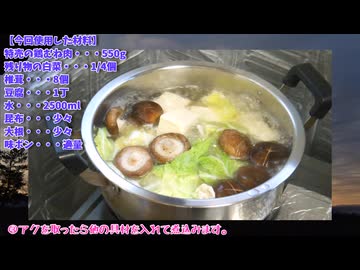 【今回使用した材料】
特売の鶏むね肉・・・550g
残り物の白菜・・・1/4個
椎茸・・・8個
豆腐・・・1丁
水・・・2500ml
昆布・・・少々
大根・・・少々
味ポン・・・適量
③アクを取ったら他の具材を入れて煮込みます。